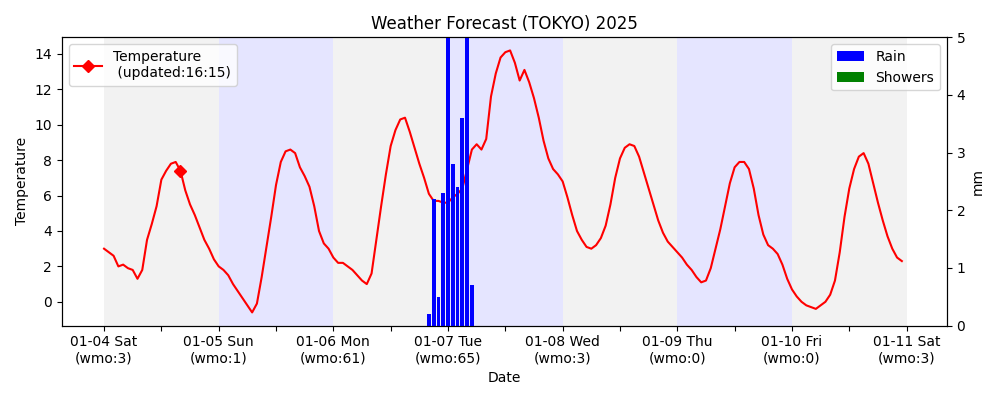 Weather Forecast (TOKYO) 2025
Temperature
(updated:16:15)
Rain
Showers
Temperature
14
12
10
8
6
4
2
0
5
4
3
2
1
0
mm
01-04 Sat
(wmo:3)
01-05 Sun
(wmo:1)
01-06 Mon
(wmo:61)
01-07 Tue
(wmo:65)
01-08 Wed
(wmo:3)
01-09 Thu
(wmo:0)
01-10 Fri
(wmo:0)
01-11 Sat
(wmo:3)
Date